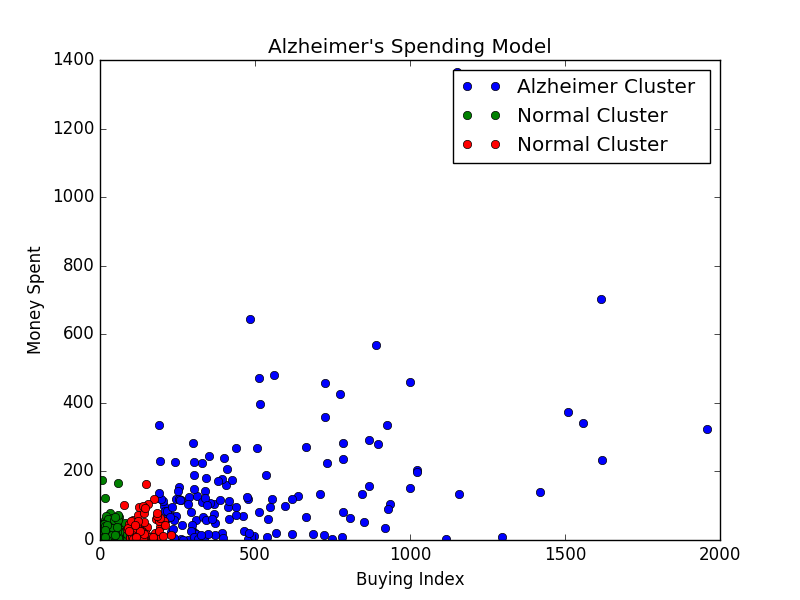 Alzheimer's Spending Model
1400
1200
1000
800
600
400
200
0
Money Spent
Alzheimer Cluster
Normal Cluster
Normal Cluster
0 500 1000 1500 2000
Buying Index